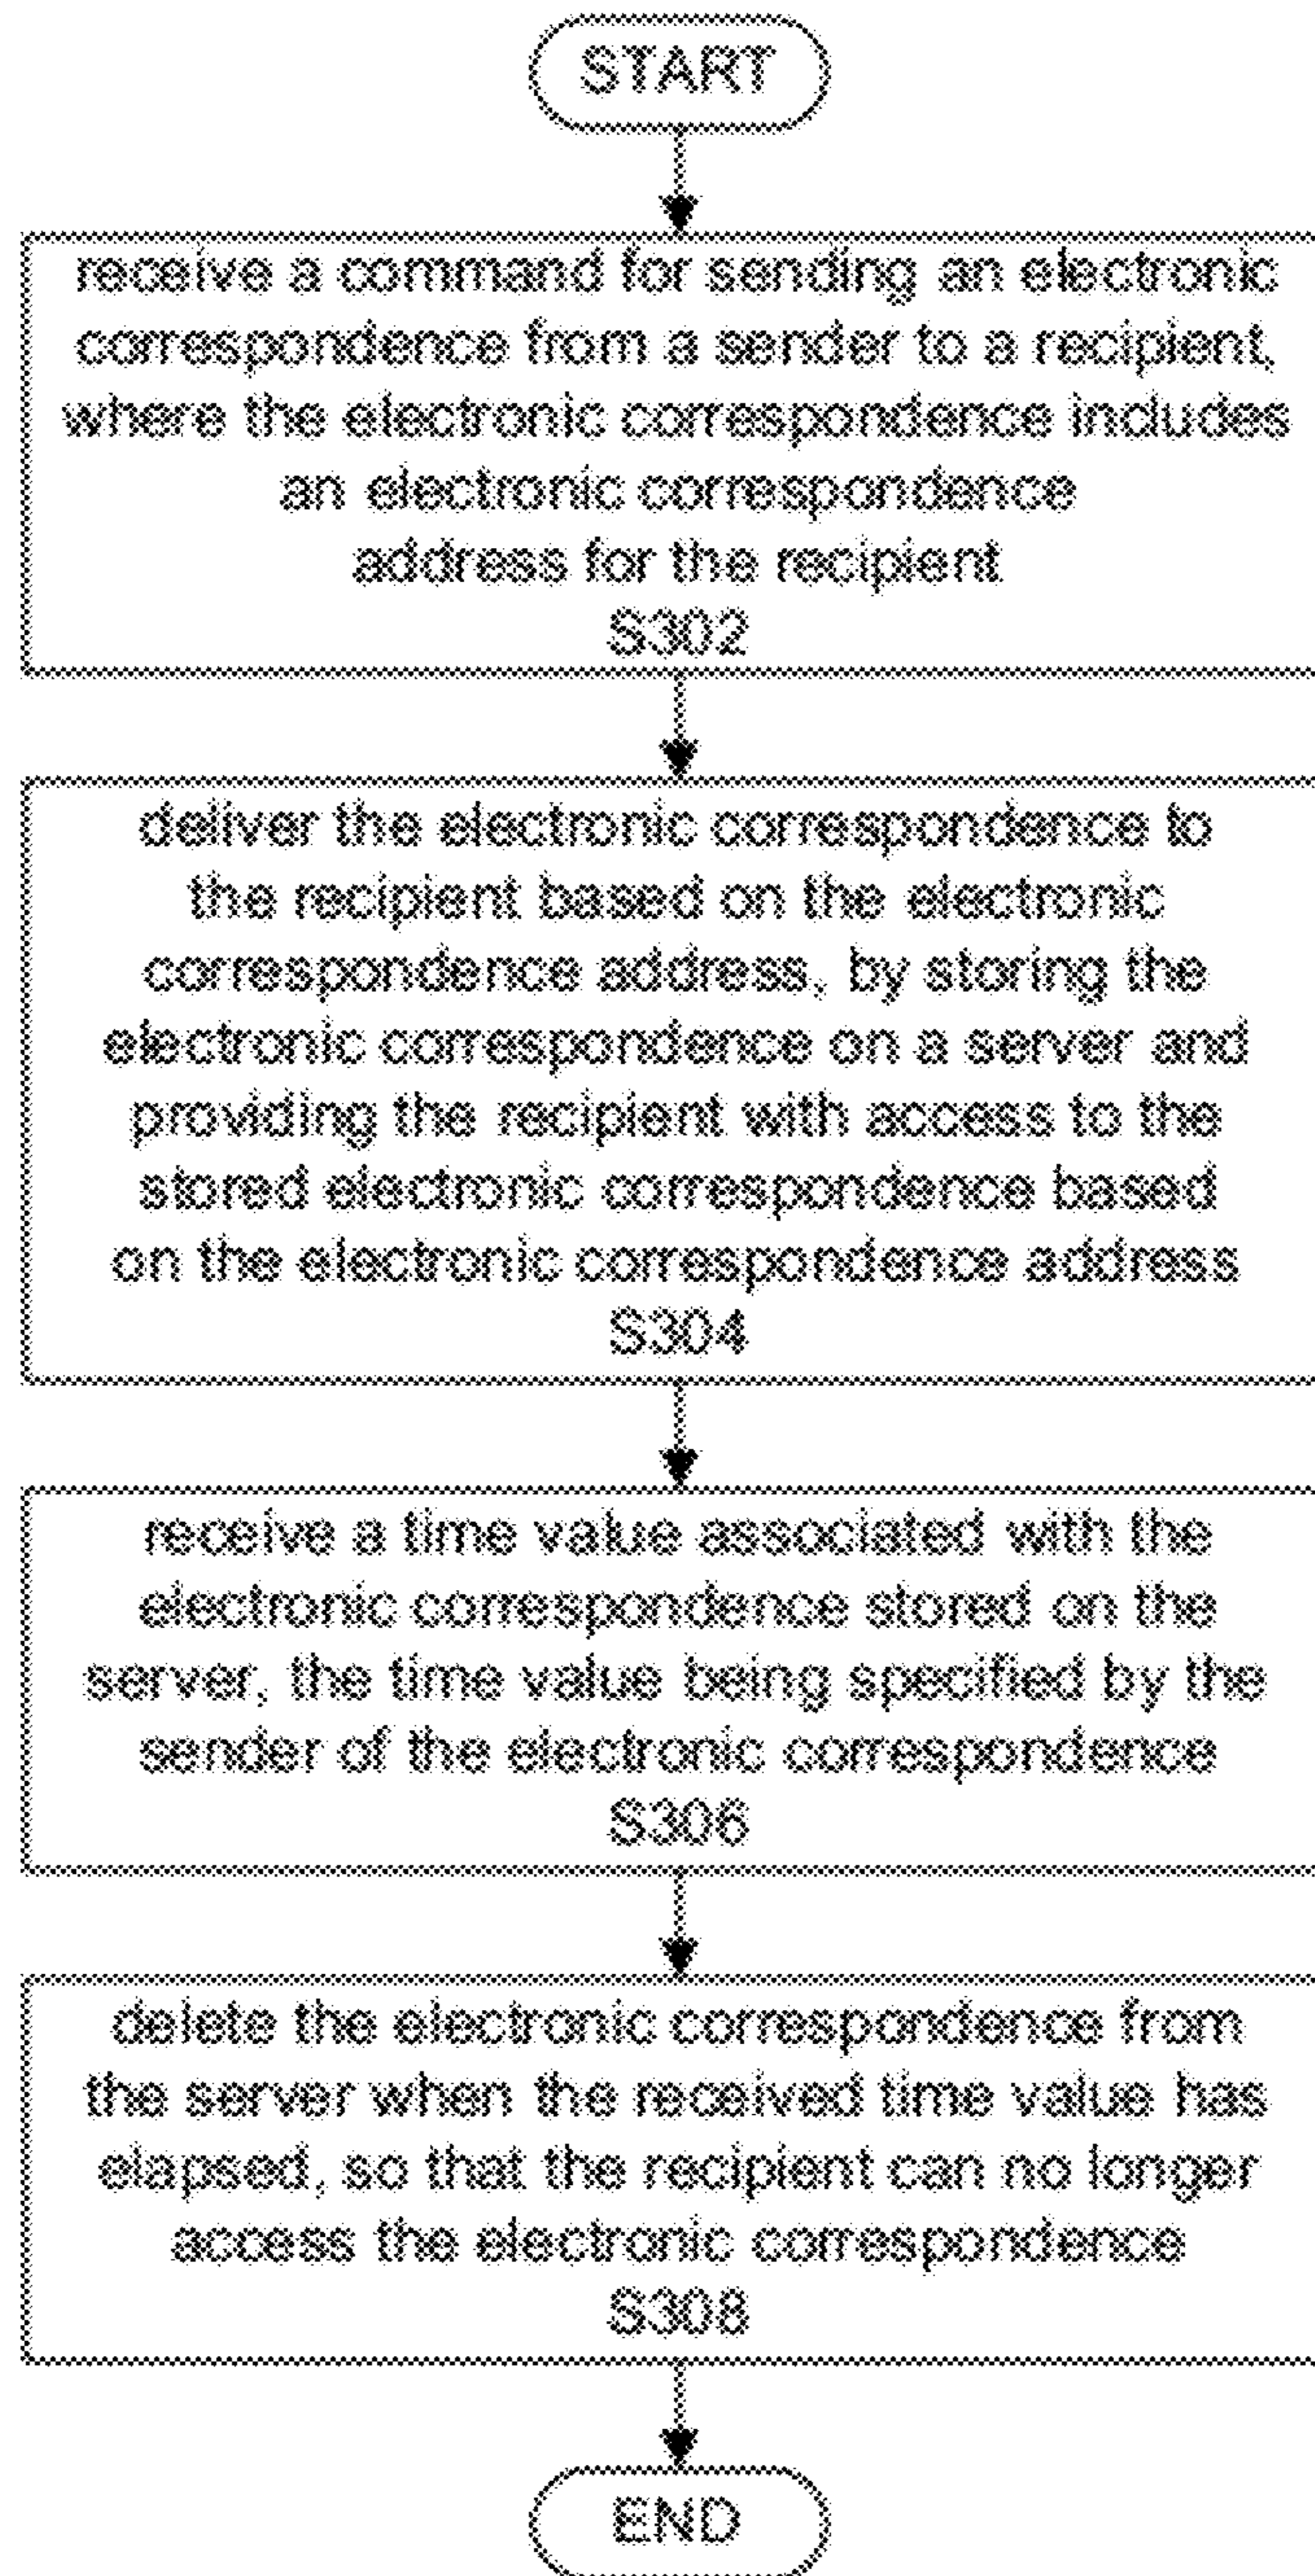 START
receive a command for sending an electronic
correspondence from a sender to a recipient,
where the electronic correspondence includes
an electronic correspondence
address for the recipient
S302
deliver the electronic correspondence to
the recipient based on the electronic
correspondence address, by storing the
electronic correspondence on a server and
providing the recipient with access to the
stored electronic correspondence based
on the electronic correspondence address
S304
receive a time value associated with the
electronic correspondence stored on the
server, the time value being specified by the
sender of the electronic correspondence
S306
delete the electronic correspondence from
the server when the received time value has
elapsed, so that the recipient can no longer
access the electronic correspondence
S308
END